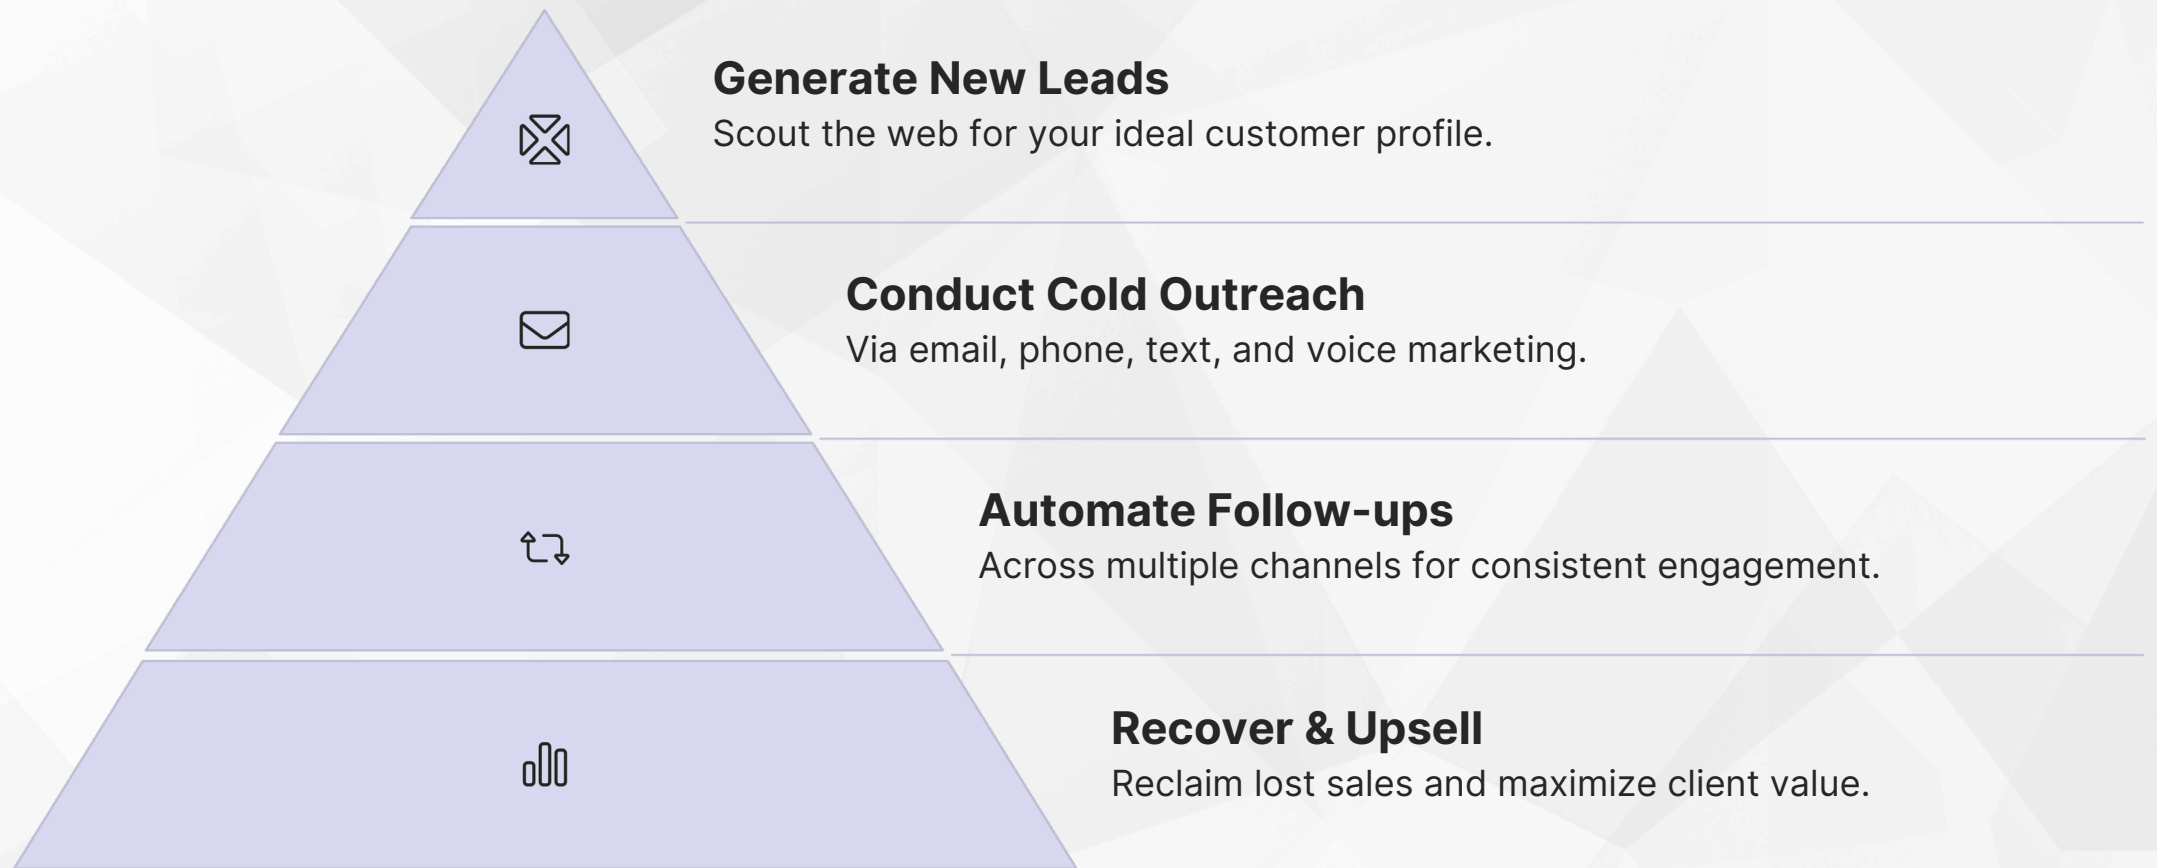 Generate New Leads
Scout the web for your ideal customer profile.
Conduct Cold Outreach
Via email, phone, text, and voice marketing.
Automate Follow-ups
Across multiple channels for consistent engagement.
Recover & Upsell
Reclaim lost sales and maximize client value.